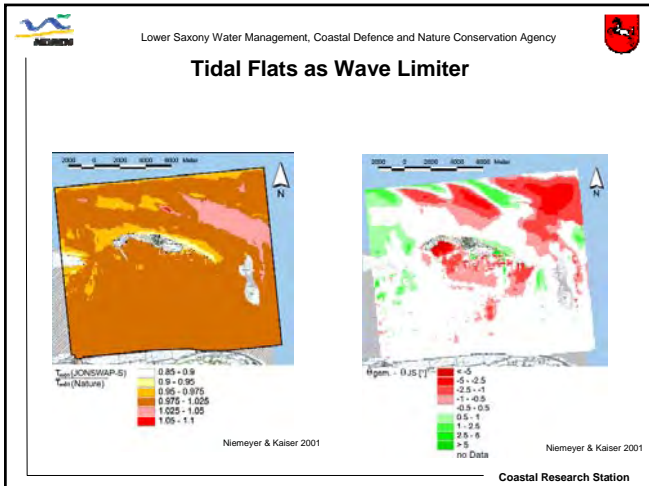 Lower Saxony Water Management, Coastal Defence and Nature Conservation Agency
Tidal Flats as Wave Limiter
2000 0 2000 4000 6000 Meter
N
(JONSWAP-S)
(Nature)
0.85 - 0.9
0.9 - 0.95
0.95 - 0.975
0.975 - 1.025
1.025 - 1.05
1.05 - 1.1
Niemeyer & Kaiser 2001
2000 0 2000 4000 6000 Meter
N
< -5
-5 - -2.5
-2.5 - -1
-1 - -0.5
-0.5 - 0.5
0.5 - 1
1 - 2.5
2.5 - 5
> 5
no Data
Niemeyer & Kaiser 2001
Coastal Research Station